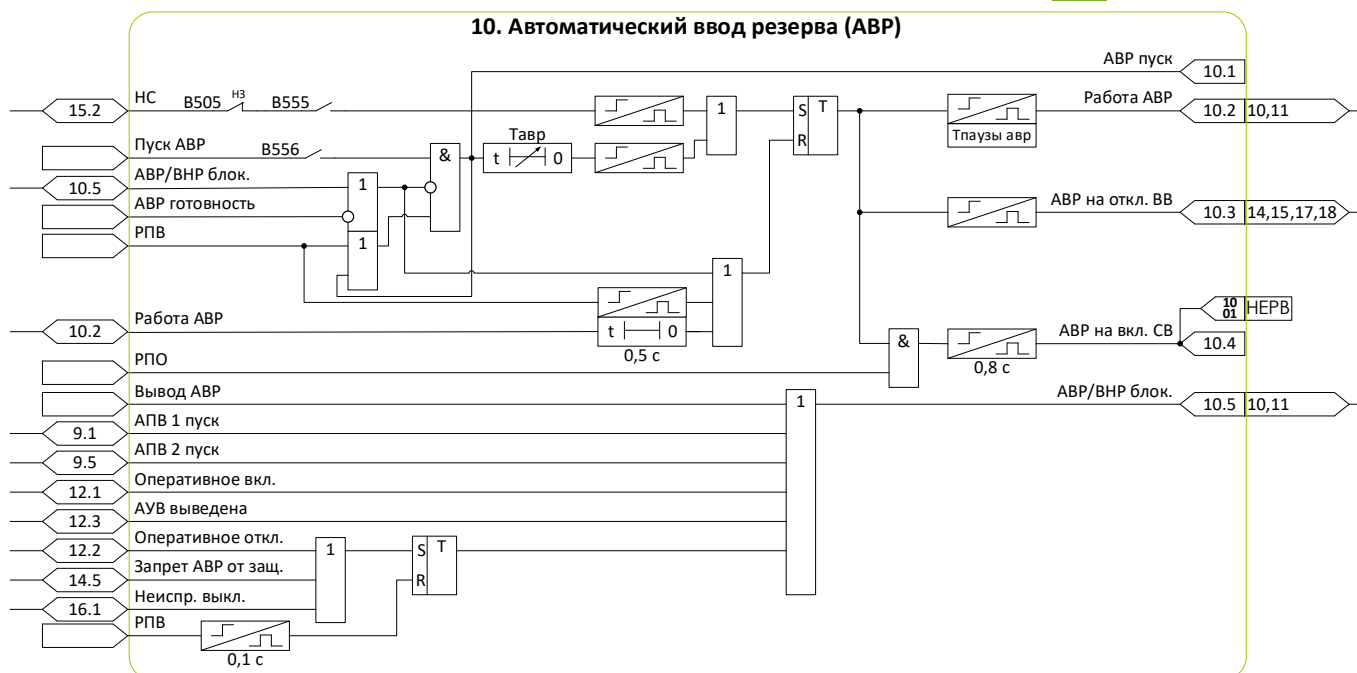 10. Автоматический ввод резерва (АВР)
АВР пуск
10.1
15.2
НС
В505
НЗ
В555
1
S
T
R
Работа АВР
10.2
10,11
Тпаузы авр
Пуск АВР
В556
&
Тавр
t
0
10.5
АВР/ВНР блок.
1
АВР готовность
АВР на откл. ВВ
10.3
14,15,17,18
РПВ
1
1
10
01
НЕРВ
10.2
Работа АВР
t
0
0,5 с
&
АВР на вкл. СВ
10.4
0,8 с
РПО
Вывод АВР
1
АВР/ВНР блок.
10.5
10,11
9.1
АПВ 1 пуск
9.5
АПВ 2 пуск
12.1
Оперативное вкл.
12.3
АУВ выведена
12.2
Оперативное откл.
1
S
T
R
14.5
Запрет АВР от защ.
16.1
Неиспр. выкл.
РПВ
0,1 с